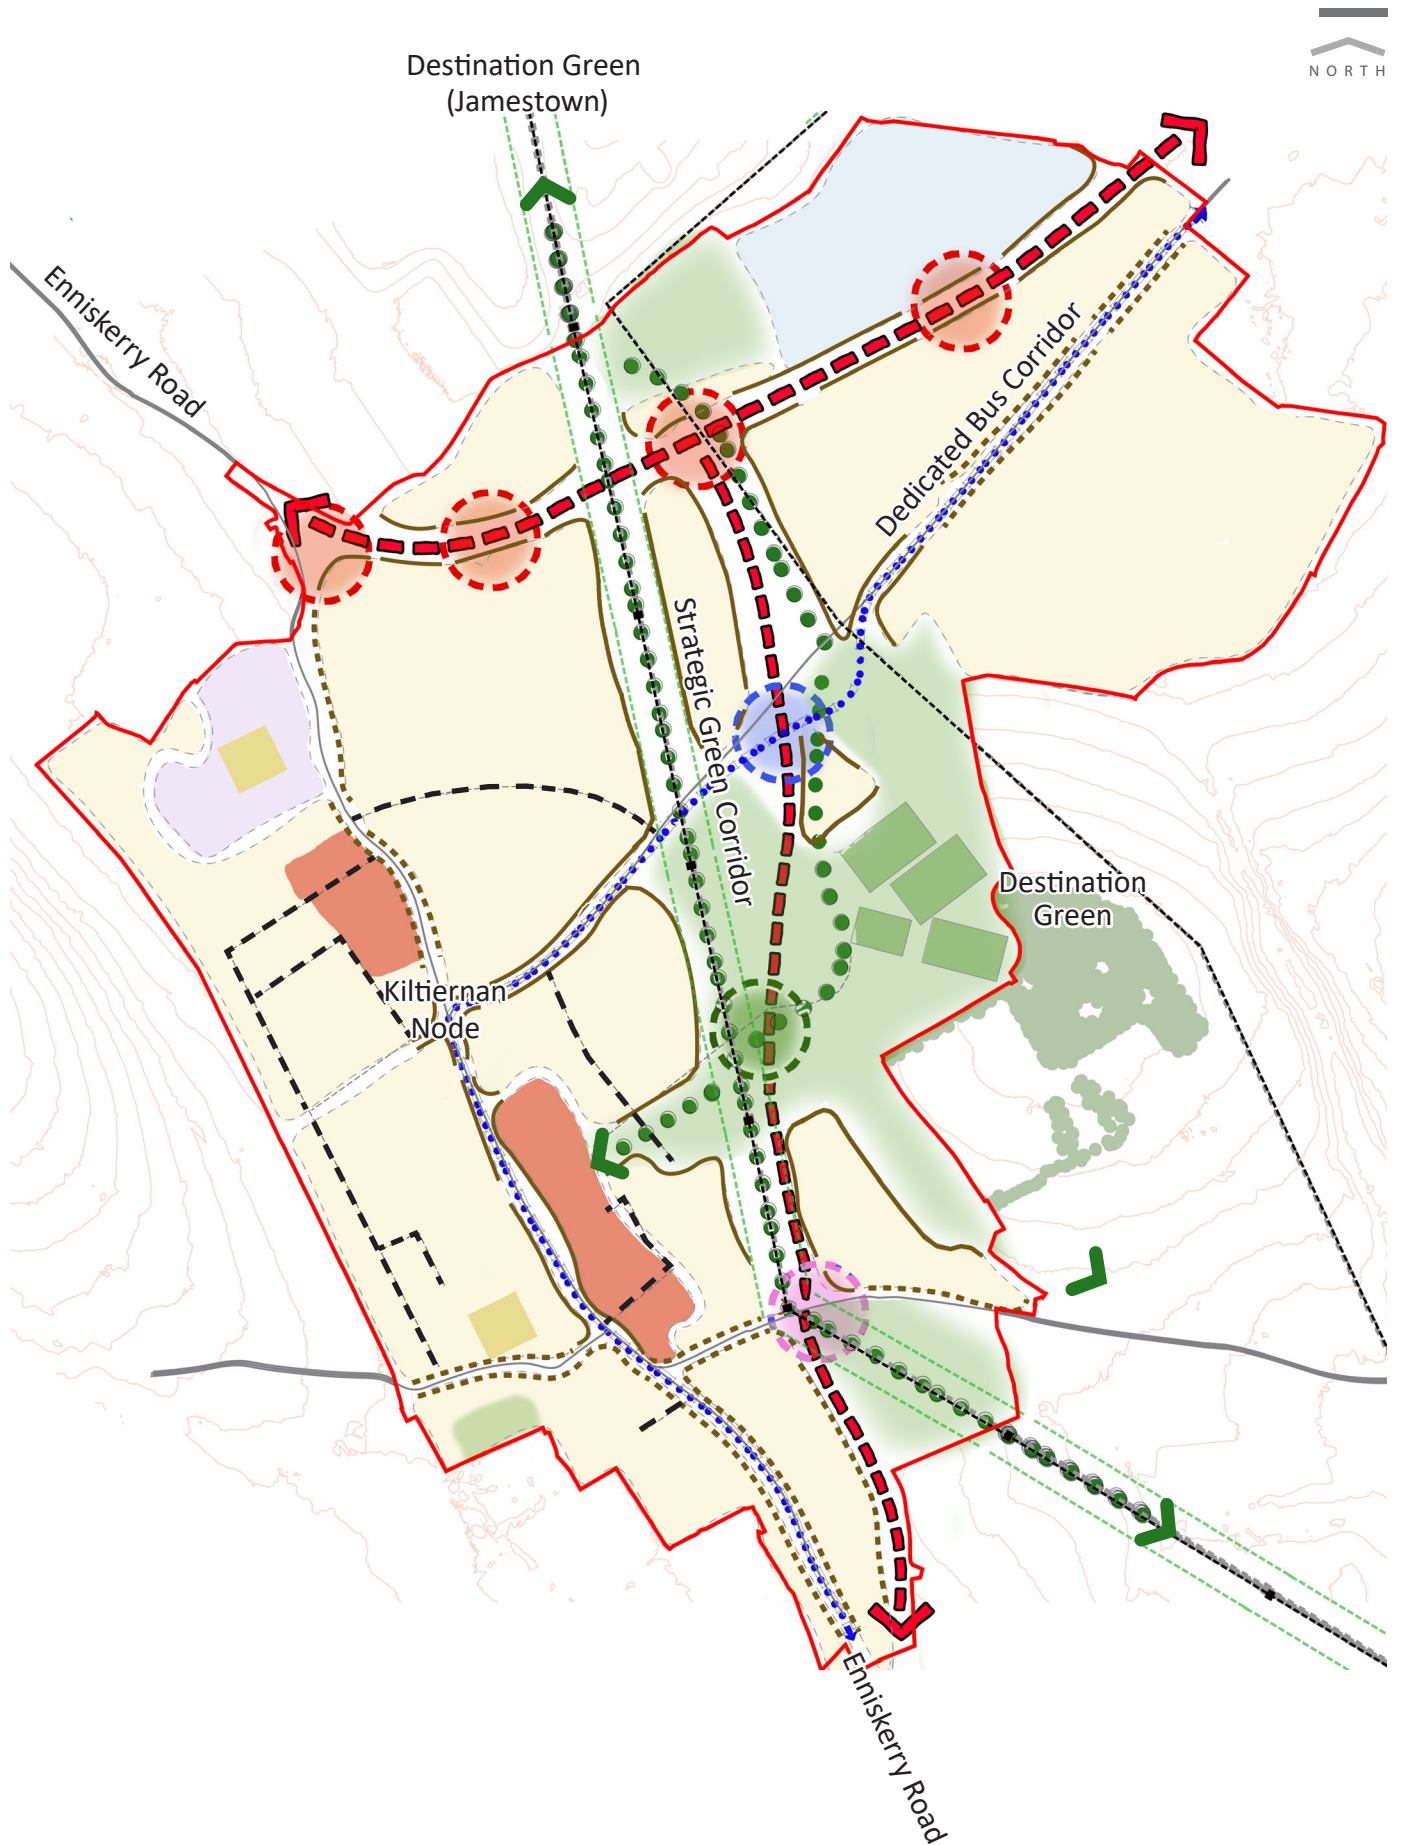 NORTH
Destination Green
(Jamestown)
Enniskerry Road
Dedicated Bus Corridor
Strategic Green Corridor
Destination
Green
Kiltiernan
Node
Enniskerry Road